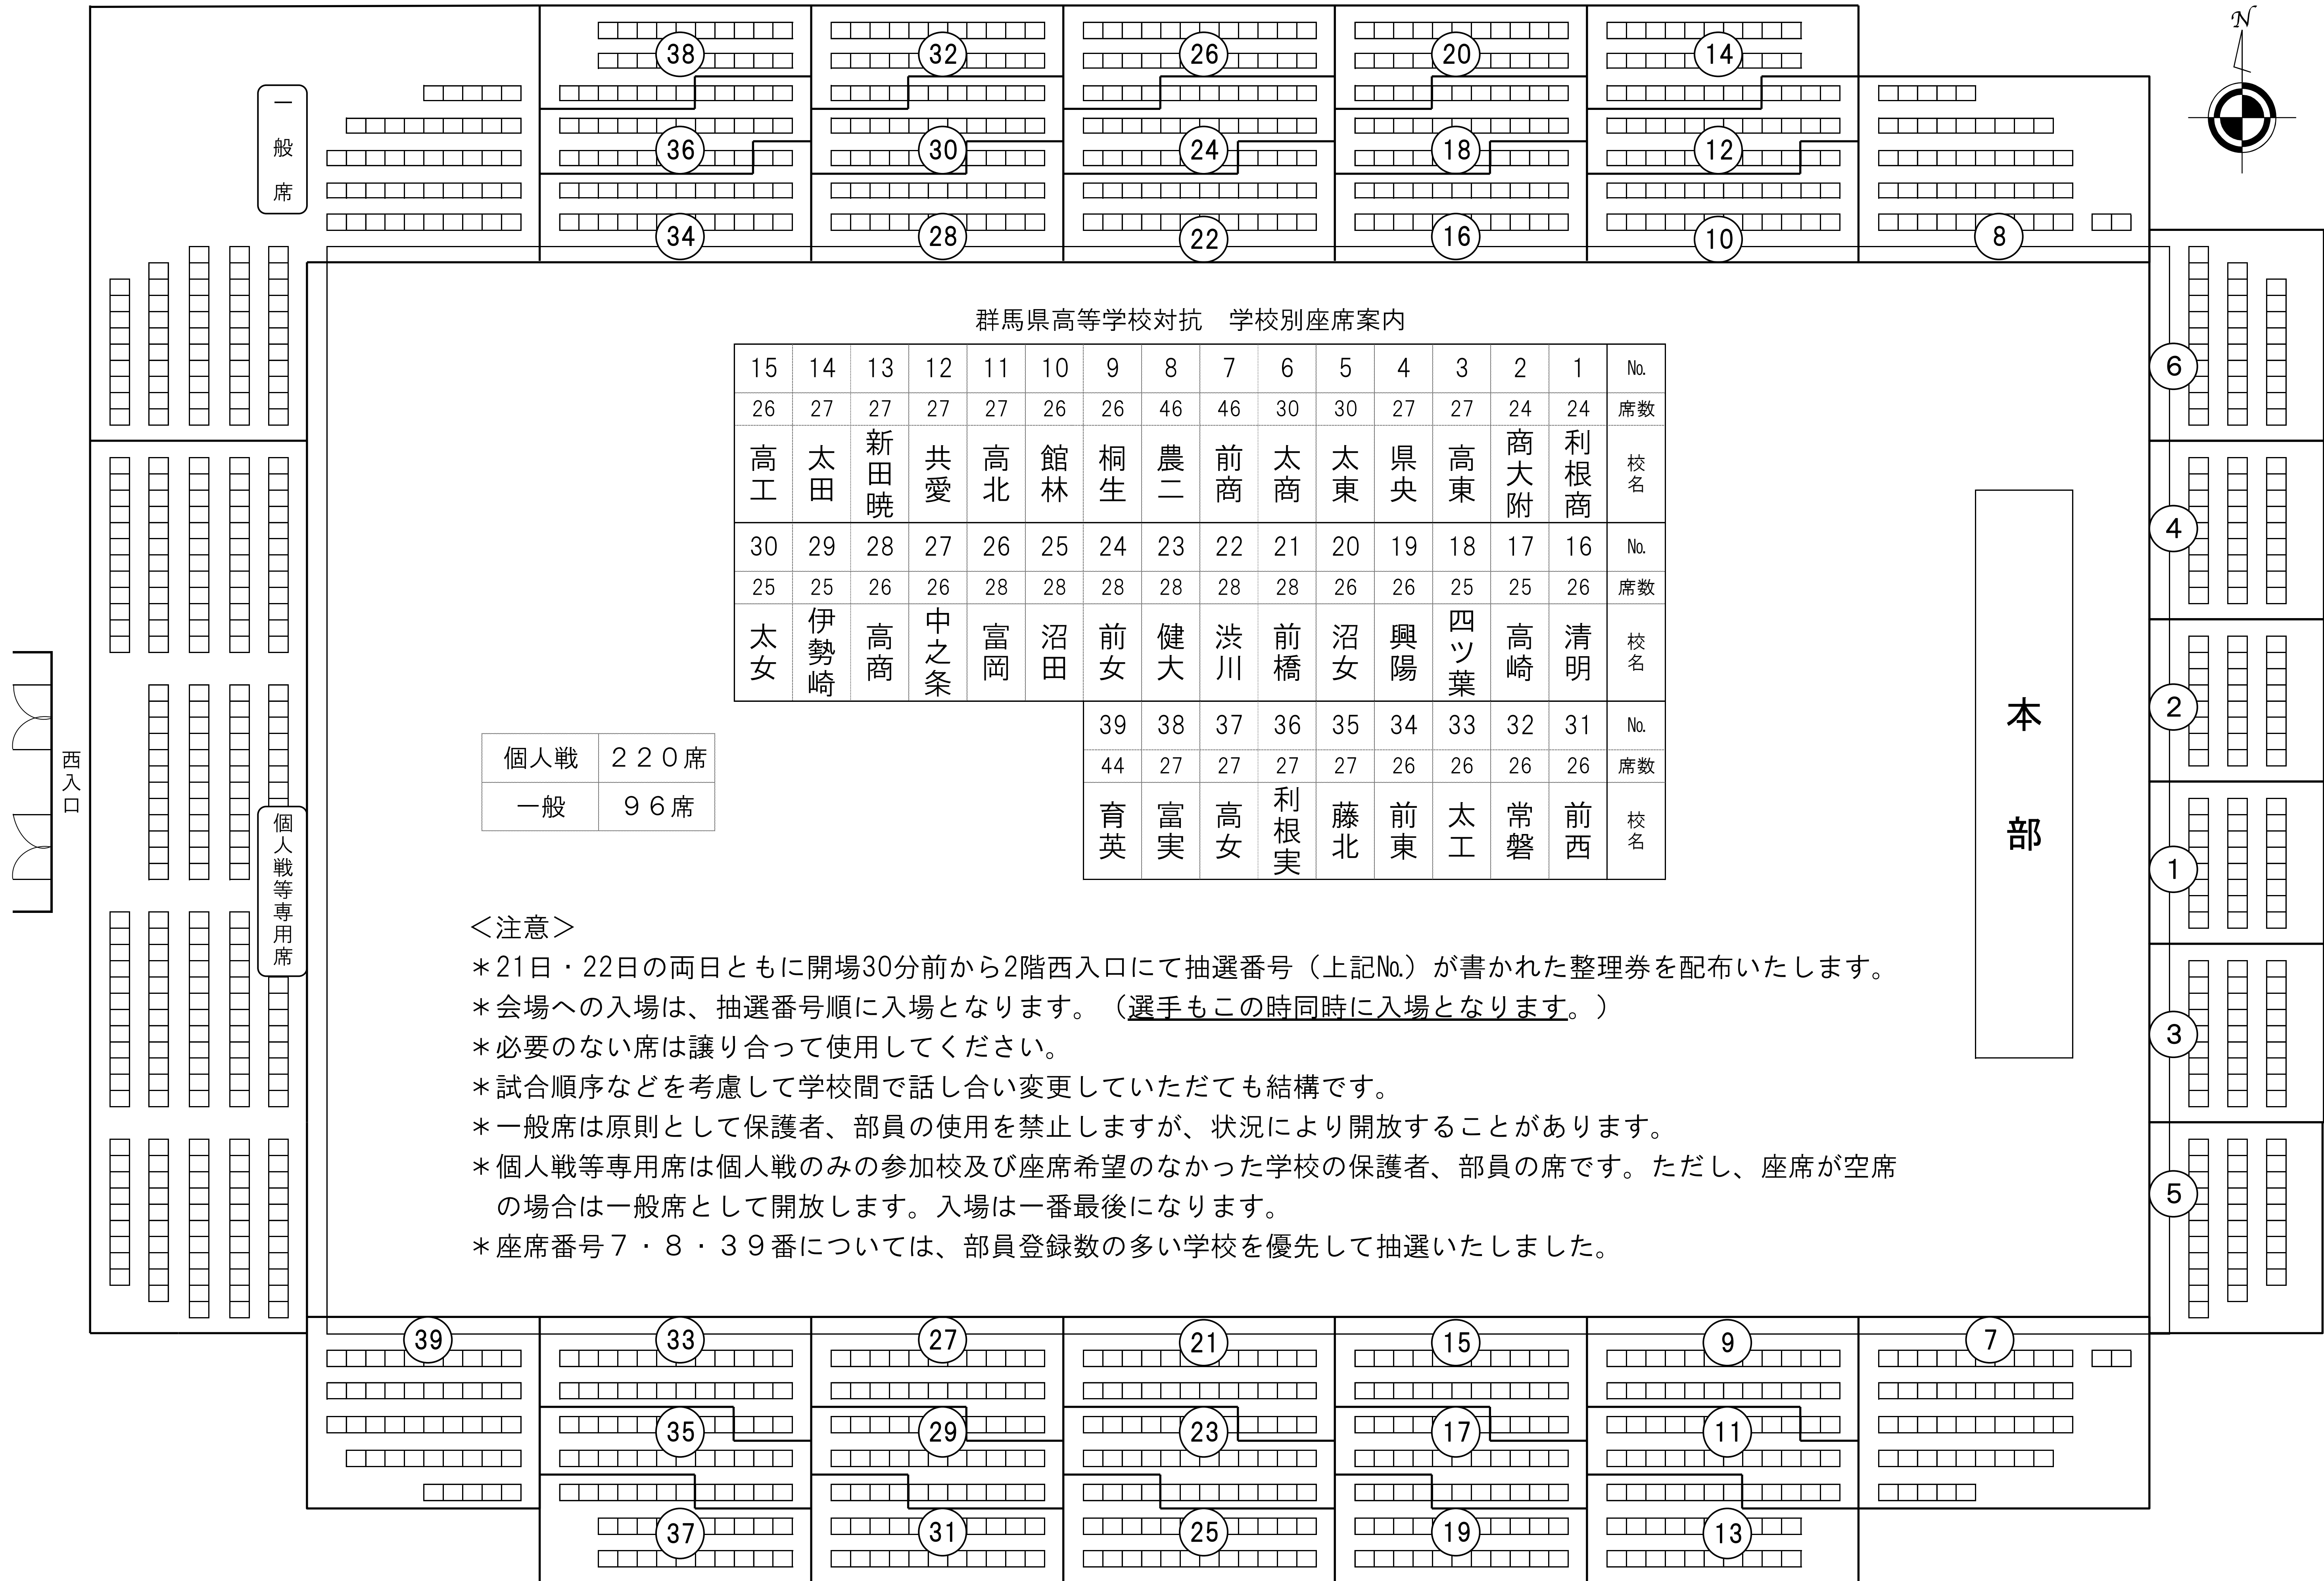 N
38 32 26 20 14
36 30 24 18 12
34 28 22 16 10 8
一般席
群馬県高等学校対抗　学校別座席案内
15 14 13 12 11 10 9 8 7 6 5 4 3 2 1 №
26 27 27 27 27 26 26 46 46 30 30 27 27 24 24 席数
高工 太田 新田暁 共愛 高北 館林 桐生 農二 前商 太商 太東 県央 高東 商大附 利根商 校名
30 29 28 27 26 25 24 23 22 21 20 19 18 17 16 №
25 25 26 26 28 28 28 28 28 28 26 26 25 25 26 席数
太女 伊勢崎 高商 中之条 富岡 沼田 前女 健大 渋川 前橋 沼女 興陽 四ツ葉 高崎 清明 校名
39 38 37 36 35 34 33 32 31 №
44 27 27 27 27 26 26 26 26 席数
育英 富実 高女 利根実 藤北 前東 太工 常磐 前西 校名
個人戦 ２２０席
一般 ９６席
西入口
個人戦等専用席
本部
6
4
2
1
3
5
＜注意＞
＊21日・22日の両日ともに開場30分前から2階西入口にて抽選番号（上記№）が書かれた整理券を配布いたします。
＊会場への入場は、抽選番号順に入場となります。（選手もこの時同時に入場となります。）
＊必要のない席は譲り合って使用してください。
＊試合順序などを考慮して学校間で話し合い変更していただても結構です。
＊一般席は原則として保護者、部員の使用を禁止しますが、状況により開放することがあります。
＊個人戦等専用席は個人戦のみの参加校及び座席希望のなかった学校の保護者、部員の席です。ただし、座席が空席
の場合は一般席として開放します。入場は一番最後になります。
＊座席番号７・８・３９番については、部員登録数の多い学校を優先して抽選いたしました。
39 33 27 21 15 9 7
35 29 23 17 11
37 31 25 19 13